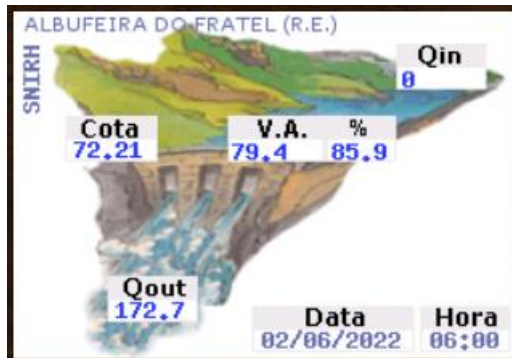 ALBUFEIRA DO FRATEL (R.E.)
SNIRH
Qin
0
Cota V.A. %
72.21 79.4 85.9
Qout
172.7
Data Hora
02/06/2022 06:00